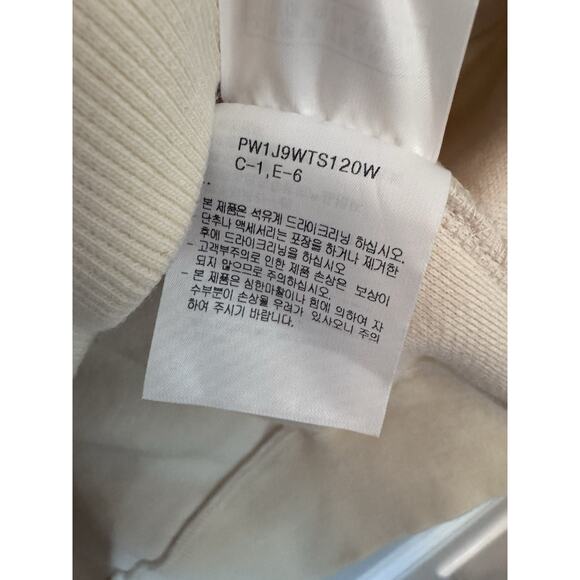 PW1J9WTS120W
C-1,E-6
..
본 제품은 석유계 드라이크리닝 하십시오.
단추나 액세서리는 포장을 하거나 제거한
후에 드라이크리닝을 하십시오
- 고객부주의로 인한 제품 손상은 보상이
되지 않으므로 주의하십시오.
- 본 제품은 심한마찰이나 힘에 의하여 자
수부분이 손상될 우려가 있사오니 주의
하여 주시기 바랍니다.